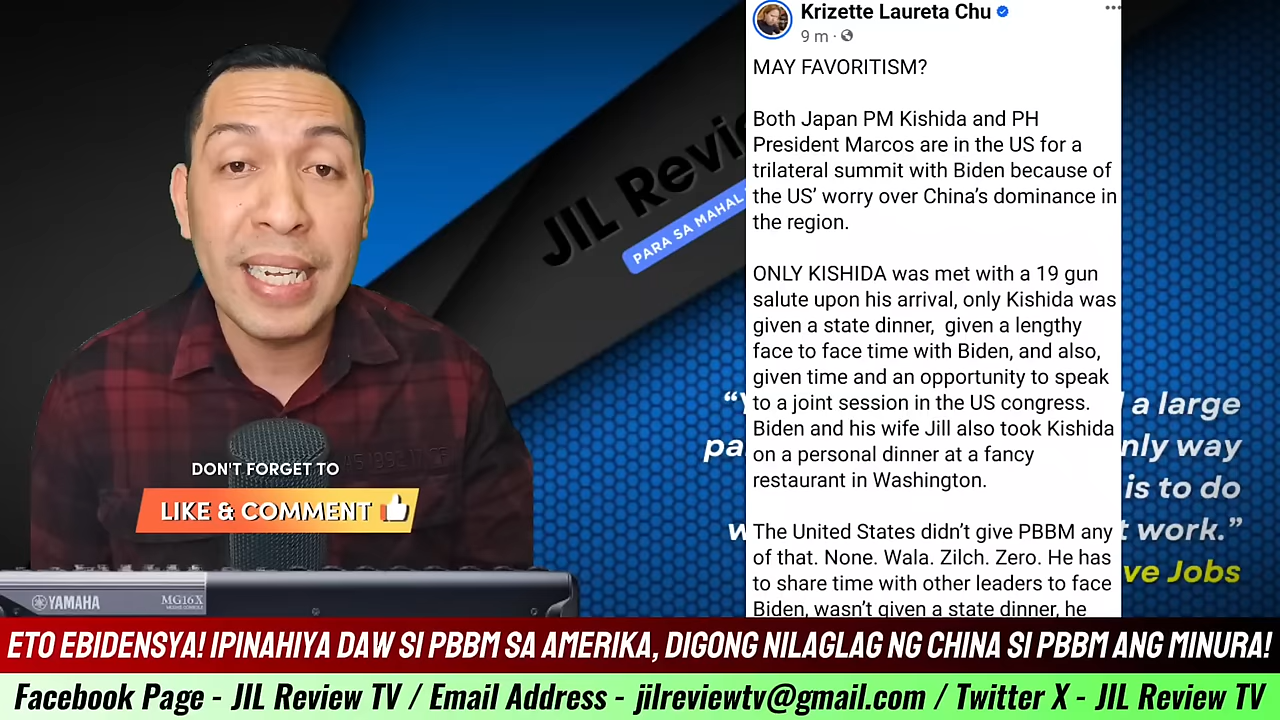 Krizette Laureta Chu
9 m ·
MAY FAVORITISM?
Both Japan PM Kishida and PH
President Marcos are in the US for a
trilateral summit with Biden because of
the US’ worry over China’s dominance in
the region.
ONLY KISHIDA was met with a 19 gun
salute upon his arrival, only Kishida was
given a state dinner, given a lengthy
face to face time with Biden, and also,
given time and an opportunity to speak
to a joint session in the US congress.
Biden and his wife Jill also took Kishida
on a personal dinner at a fancy
restaurant in Washington.
The United States didn’t give PBBM any
of that. None. Wala. Zilch. Zero. He has
to share time with other leaders to face
Biden, wasn’t given a state dinner, he
JIL Review
PARA SA MAHAL
a large
nly way
is to do
t work.”
ve Jobs
DON'T FORGET TO
LIKE & COMMENT
YAMAHA
MG16X
ETO EBIDENSYA! IPINAHIYA DAW SI PBBM SA AMERIKA, DIGONG NILAGLAG NG CHINA SI PBBM ANG MINURA!
Facebook Page - JIL Review TV / Email Address - jilreviewtv@gmail.com / Twitter X - JIL Review TV